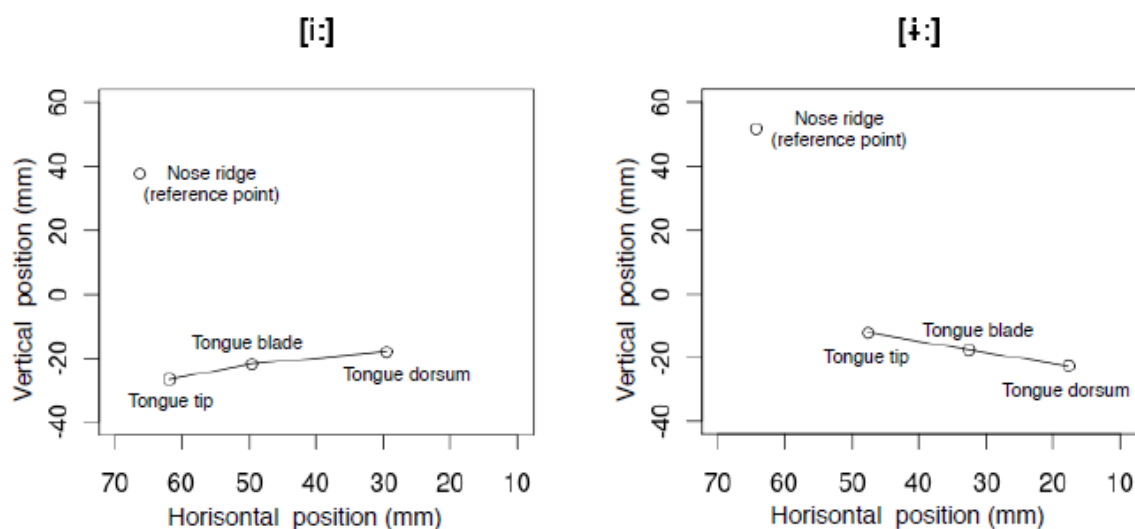 [i:]
60
40
20
0
-20
-40
Vertical position (mm)
Nose ridge
(reference point)
Tongue blade
Tongue dorsum
Tongue tip
70 60 50 40 30 20 10
Horisontal position (mm)
[ɨ:]
60
40
20
0
-20
-40
Vertical position (mm)
Nose ridge
(reference point)
Tongue blade
Tongue tip
Tongue dorsum
70 60 50 40 30 20 10
Horisontal position (mm)